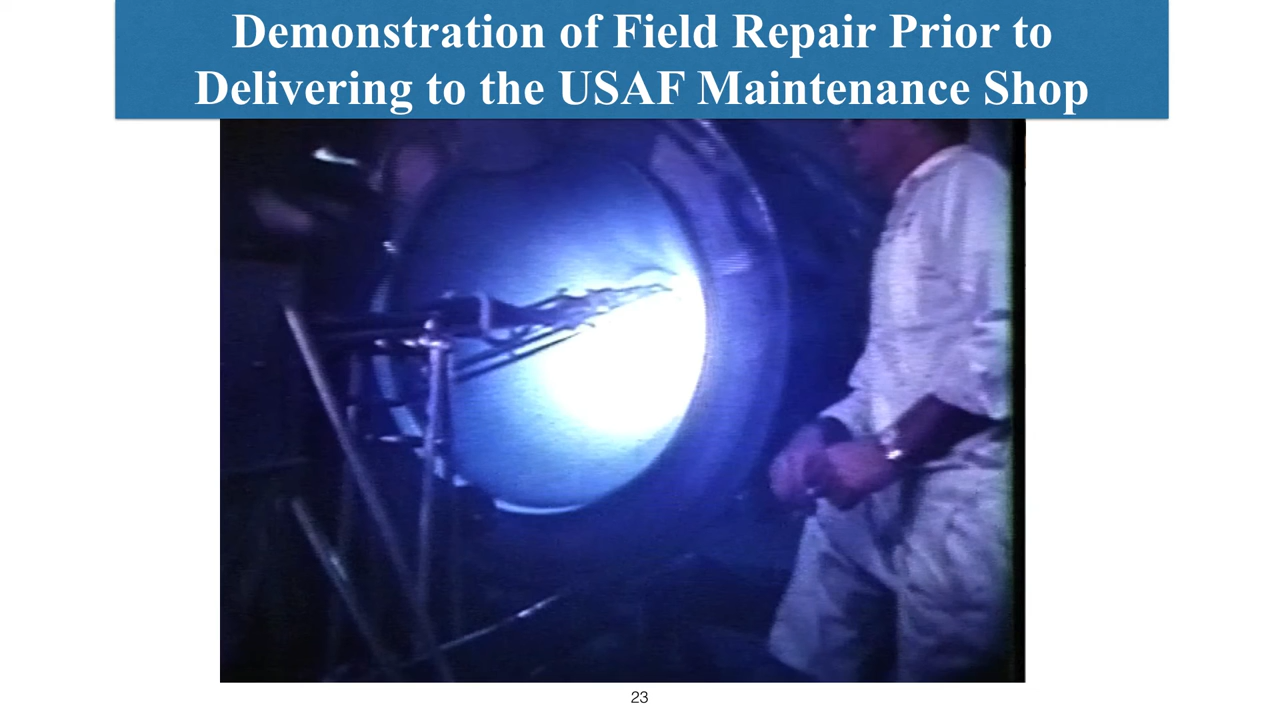 Demonstration of Field Repair Prior to
Delivering to the USAF Maintenance Shop
23